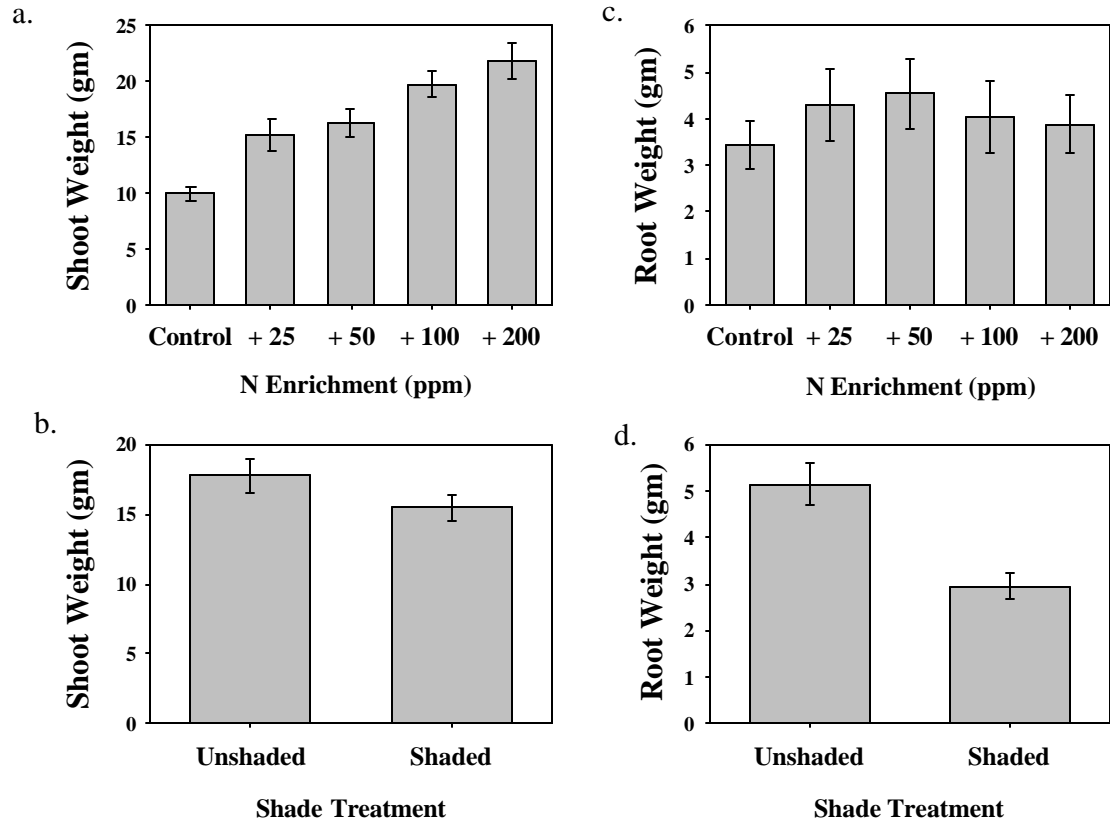 a.
Shoot Weight (gm)
25
20
15
10
5
0
Control + 25 + 50 + 100 + 200
N Enrichment (ppm)
c.
Root Weight (gm)
6
5
4
3
2
1
0
Control + 25 + 50 + 100 + 200
N Enrichment (ppm)
b.
Shoot Weight (gm)
20
15
10
5
0
Unshaded Shaded
Shade Treatment
d.
Root Weight (gm)
6
5
4
3
2
1
0
Unshaded Shaded
Shade Treatment